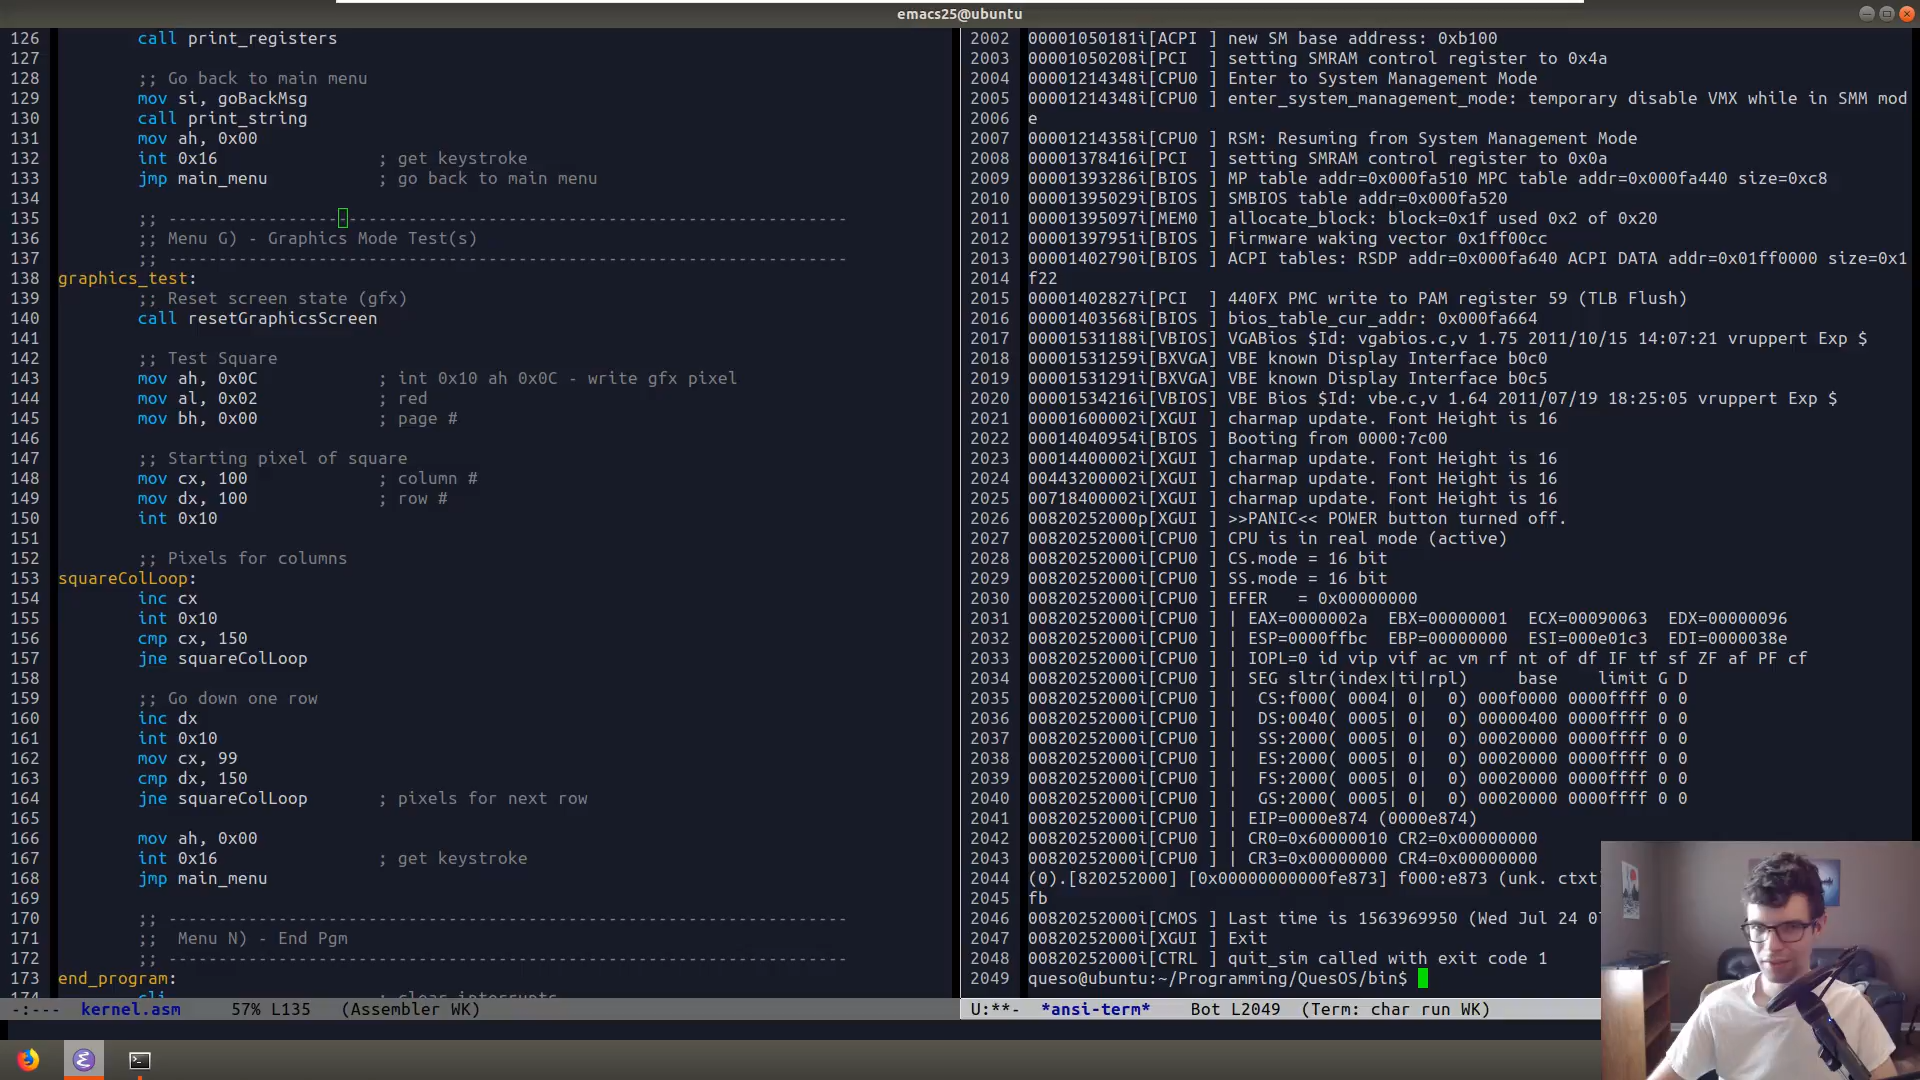 emacs25@ubuntu
126 call print_registers
127
128 ;; Go back to main menu
129 mov si, goBackMsg
130 call print_string
131 mov ah, 0x00
132 int 0x16 ; get keystroke
133 jmp main_menu ; go back to main menu
134
135 ;; --------------------------------------------------------------------
136 ;; Menu G) - Graphics Mode Test(s)
137 ;; --------------------------------------------------------------------
138 graphics_test:
139 ;; Reset screen state (gfx)
140 call resetGraphicsScreen
141
142 ;; Test Square
143 mov ah, 0x0C ; int 0x10 ah 0x0C - write gfx pixel
144 mov al, 0x02 ; red
145 mov bh, 0x00 ; page #
146
147 ;; Starting pixel of square
148 mov cx, 100 ; column #
149 mov dx, 100 ; row #
150 int 0x10
151
152 ;; Pixels for columns
153 squareColLoop:
154 inc cx
155 int 0x10
156 cmp cx, 150
157 jne squareColLoop
158
159 ;; Go down one row
160 inc dx
161 int 0x10
162 mov cx, 99
163 cmp dx, 150
164 jne squareColLoop ; pixels for next row
165
166 mov ah, 0x00
167 int 0x16 ; get keystroke
168 jmp main_menu
169
170 ;; --------------------------------------------------------------------
171 ;; Menu N) - End Pgm
172 ;; --------------------------------------------------------------------
173 end_program:
174 cli ; clear interrupts
-:--- kernel.asm 57% L135 (Assembler WK)
2002 00001050181i[ACPI ] new SM base address: 0xb100
2003 00001050208i[PCI ] setting SMRAM control register to 0x4a
2004 00001214348i[CPU0 ] Enter to System Management Mode
2005 00001214348i[CPU0 ] enter_system_management_mode: temporary disable VMX while in SMM mod
2006 e
2007 00001214358i[CPU0 ] RSM: Resuming from System Management Mode
2008 00001378416i[PCI ] setting SMRAM control register to 0x0a
2009 00001393286i[BIOS ] MP table addr=0x000fa510 MPC table addr=0x000fa440 size=0xc8
2010 00001395029i[BIOS ] SMBIOS table addr=0x000fa520
2011 00001395097i[MEM0 ] allocate_block: block=0x1f used 0x2 of 0x20
2012 00001397951i[BIOS ] Firmware waking vector 0x1ff00cc
2013 00001402790i[BIOS ] ACPI tables: RSDP addr=0x000fa640 ACPI DATA addr=0x01ff0000 size=0x1
2014 f22
2015 00001402827i[PCI ] 440FX PMC write to PAM register 59 (TLB Flush)
2016 00001403568i[BIOS ] bios_table_cur_addr: 0x000fa664
2017 00001531188i[VBIOS] VGABios $Id: vgabios.c,v 1.75 2011/10/15 14:07:21 vruppert Exp $
2018 00001531259i[BXVGA] VBE known Display Interface b0c0
2019 00001531291i[BXVGA] VBE known Display Interface b0c5
2020 00001534216i[VBIOS] VBE Bios $Id: vbe.c,v 1.64 2011/07/19 18:25:05 vruppert Exp $
2021 00001600002i[XGUI ] charmap update. Font Height is 16
2022 00014040954i[BIOS ] Booting from 0000:7c00
2023 00014400002i[XGUI ] charmap update. Font Height is 16
2024 00443200002i[XGUI ] charmap update. Font Height is 16
2025 00718400002i[XGUI ] charmap update. Font Height is 16
2026 00820252000p[XGUI ] >>PANIC<< POWER button turned off.
2027 00820252000i[CPU0 ] CPU is in real mode (active)
2028 00820252000i[CPU0 ] CS.mode = 16 bit
2029 00820252000i[CPU0 ] SS.mode = 16 bit
2030 00820252000i[CPU0 ] EFER = 0x00000000
2031 00820252000i[CPU0 ] | EAX=0000002a EBX=00000001 ECX=00090063 EDX=00000096
2032 00820252000i[CPU0 ] | ESP=0000ffbc EBP=00000000 ESI=000e01c3 EDI=0000038e
2033 00820252000i[CPU0 ] | IOPL=0 id vip vif ac vm rf nt of df IF tf sf ZF af PF cf
2034 00820252000i[CPU0 ] | SEG sltr(index|ti|rpl) base limit G D
2035 00820252000i[CPU0 ] | CS:f000( 0004| 0| 0) 000f0000 0000ffff 0 0
2036 00820252000i[CPU0 ] | DS:0040( 0005| 0| 0) 00000400 0000ffff 0 0
2037 00820252000i[CPU0 ] | SS:2000( 0005| 0| 0) 00020000 0000ffff 0 0
2038 00820252000i[CPU0 ] | ES:2000( 0005| 0| 0) 00020000 0000ffff 0 0
2039 00820252000i[CPU0 ] | FS:2000( 0005| 0| 0) 00020000 0000ffff 0 0
2040 00820252000i[CPU0 ] | GS:2000( 0005| 0| 0) 00020000 0000ffff 0 0
2041 00820252000i[CPU0 ] | EIP=0000e874 (0000e874)
2042 00820252000i[CPU0 ] | CR0=0x60000010 CR2=0x00000000
2043 00820252000i[CPU0 ] | CR3=0x00000000 CR4=0x00000000
2044 (0).[820252000] [0x00000000000fe873] f000:e873 (unk. ctxt)
2045 fb
2046 00820252000i[CMOS ] Last time is 1563969950 (Wed Jul 24 0
2047 00820252000i[XGUI ] Exit
2048 00820252000i[CTRL ] quit_sim called with exit code 1
2049 queso@ubuntu:~/Programming/QuesOS/bin$
U:**- *ansi-term* Bot L2049 (Term: char run WK)